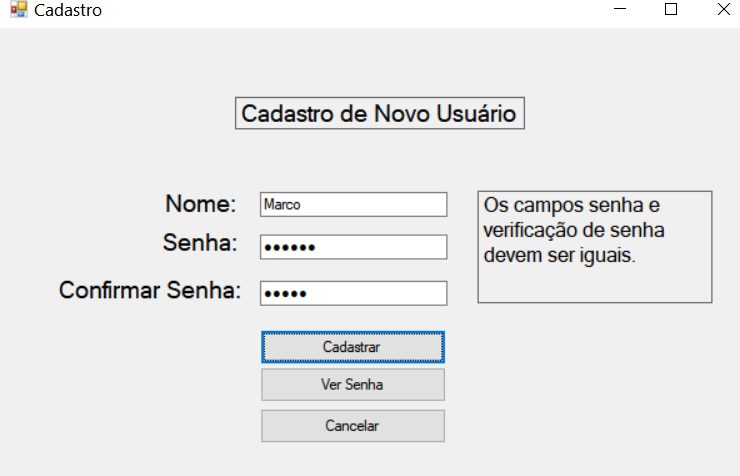 Cadastro
Cadastro de Novo Usuário
Nome: Marco
Senha: ••••••
Confirmar Senha: •••••
Os campos senha e
verificação de senha
devem ser iguais.
Cadastrar
Ver Senha
Cancelar